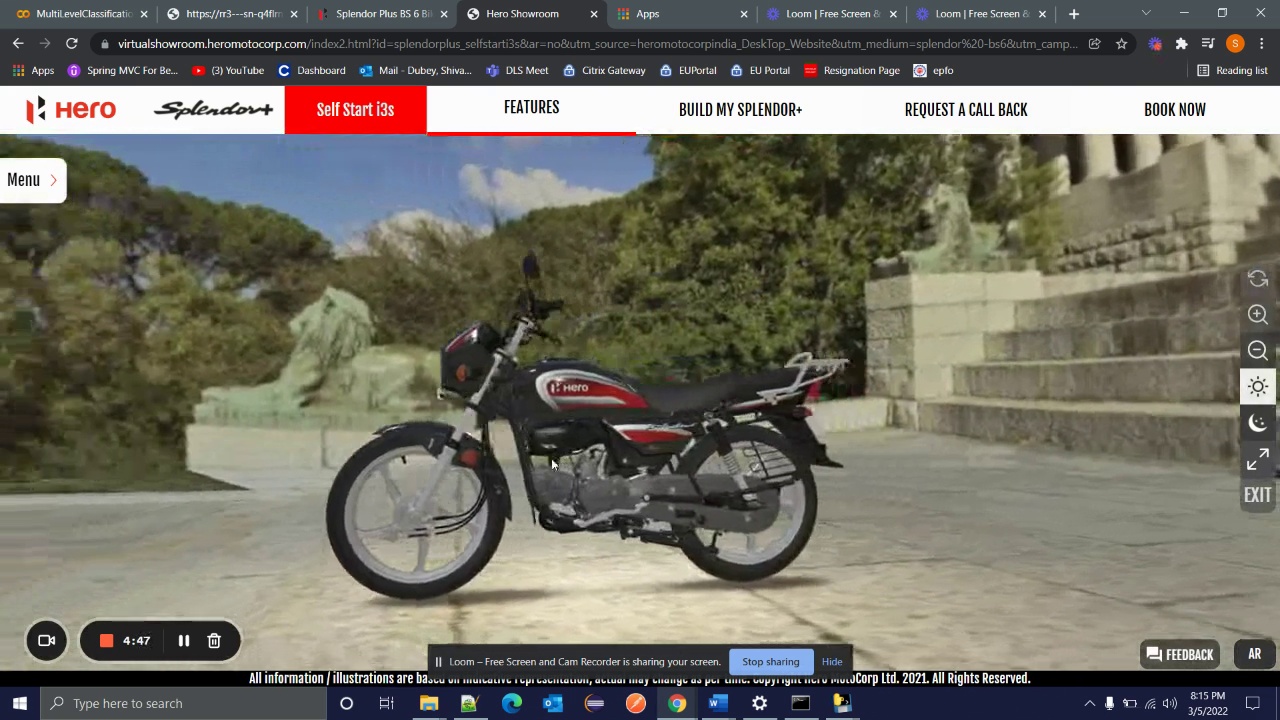 MultiLevelClassificatio
https://rr3---sn-q4flrn
Splendor Plus BS 6 Bik
Hero Showroom
Apps
Loom | Free Screen &
Loom | Free Screen &
virtualshowroom.heromotocorp.com/index2.html?id=splendorplus_selfstarti3s&at=no&utm_source=heromotocorpindia_DeskTop_Website&utm_medium=splendor%20-bs6&utm_camp...
Apps
Spring MVC For Be...
(3) YouTube
Dashboard
Mail - Dubey, Shiva...
DLS Meet
Citrix Gateway
EUPortal
EU Portal
Resignation Page
epfo
Reading list
Hero
Splendor+
Self Start i3s
FEATURES
BUILD MY SPLENDOR+
REQUEST A CALL BACK
BOOK NOW
Menu
Hero
EXIT
4:47
Loom – Free Screen and Cam Recorder is sharing your screen.
Stop sharing
Hide
FEEDBACK
AR
All information / illustrations are based on indicative representation, actual may change as per time. Copyright Hero MotoCorp Ltd. 2021. All Rights Reserved.
Type here to search
8:15 PM
3/5/2022